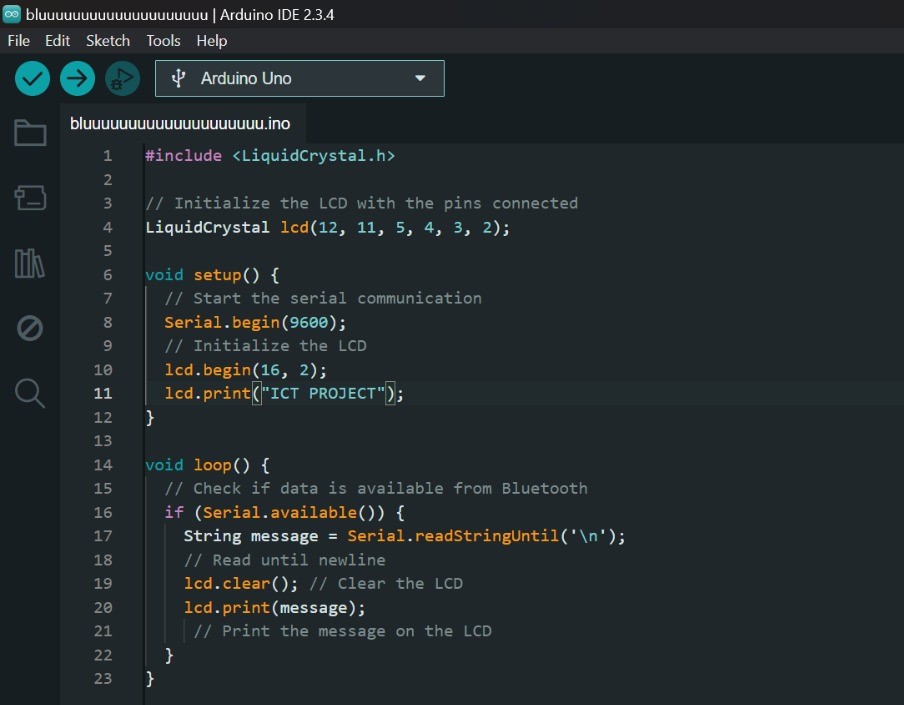 bluuuuuuuuuuuuuuuuuuuu | Arduino IDE 2.3.4
File Edit Sketch Tools Help
Arduino Uno
bluuuuuuuuuuuuuuuuuuuu.ino
1 #include <LiquidCrystal.h>
2
3 // Initialize the LCD with the pins connected
4 LiquidCrystal lcd(12, 11, 5, 4, 3, 2);
5
6 void setup() {
7 // Start the serial communication
8 Serial.begin(9600);
9 // Initialize the LCD
10 lcd.begin(16, 2);
11 lcd.print("ICT PROJECT");
12 }
13
14 void loop() {
15 // Check if data is available from Bluetooth
16 if (Serial.available()) {
17 String message = Serial.readStringUntil('\n');
18 // Read until newline
19 lcd.clear(); // Clear the LCD
20 lcd.print(message);
21 // Print the message on the LCD
22 }
23 }